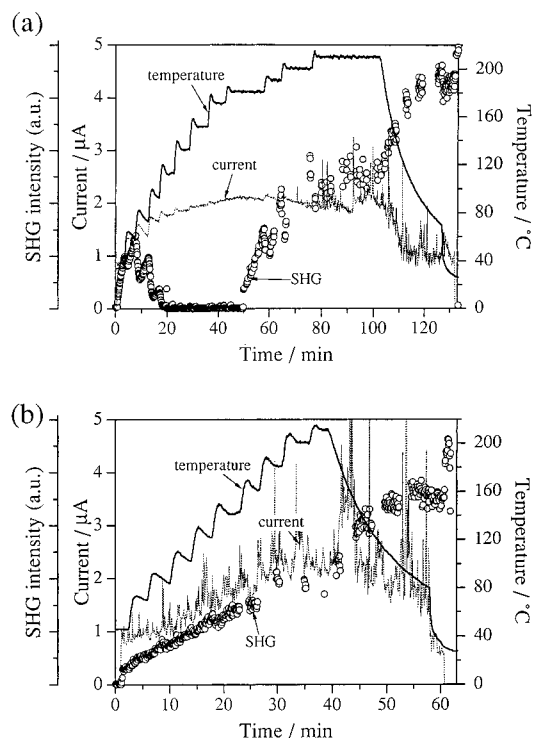 (a)
SHG intensity (a.u.)
Current / μA
5
4
3
2
1
0
temperature
current
SHG
200
160
120
80
40
0
Temperature / °C
0 20 40 60 80 100 120
Time / min
(b)
SHG intensity (a.u.)
Current / μA
5
4
3
2
1
0
temperature
current
SHG
200
160
120
80
40
0
Temperature / °C
0 10 20 30 40 50 60
Time / min